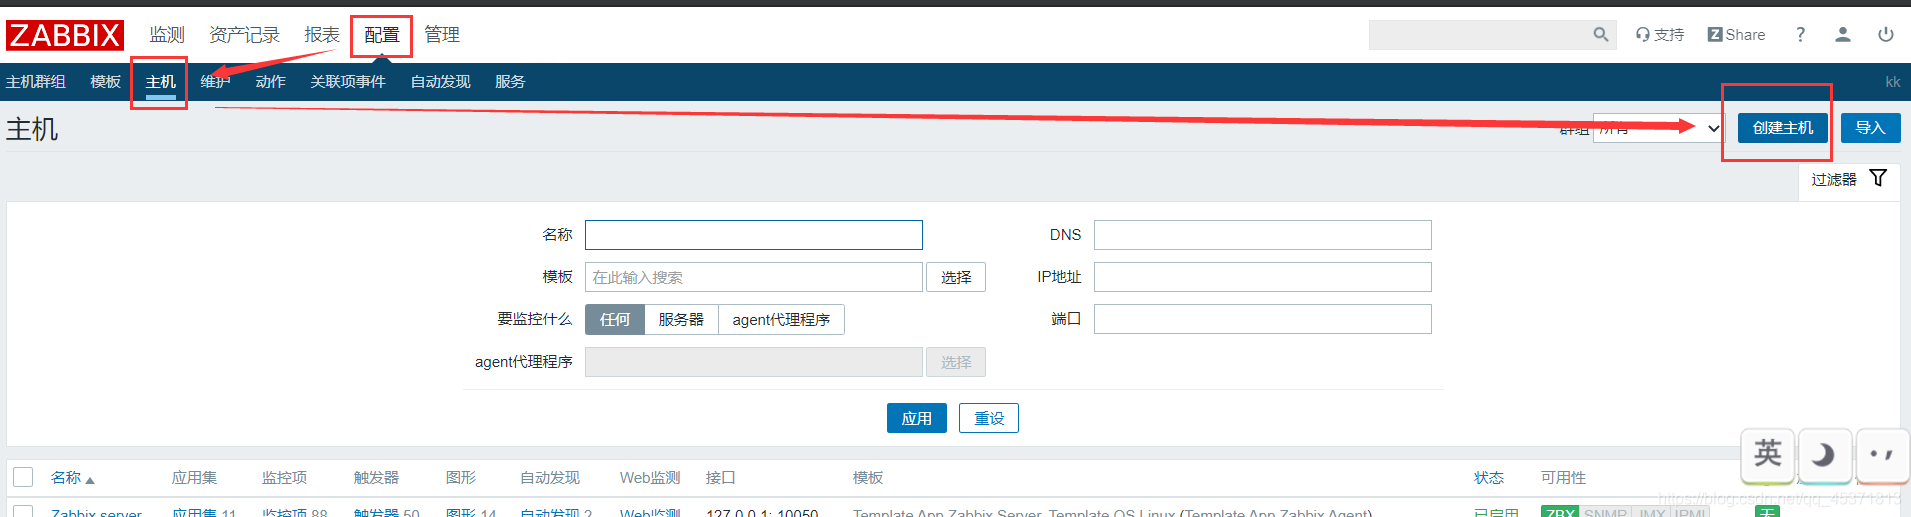 ZABBIX 监测 资产记录 报表 配置 管理 支持 Z Share ?
主机群组 模板 主机 维护 动作 关联项事件 自动发现 服务 kk
主机 群组 所有 创建主机 导入
过滤器
名称 DNS
模板 在此输入搜索 选择 IP地址
要监控什么 任何 服务器 agent代理程序 端口
agent代理程序 选择
应用 重设
英
名称 应用集 监控项 触发器 图形 自动发现 Web监测 接口 模板 状态 可用性
https://blog.csdn.net/qq_45371813
Zabbix server 应用集 11 监控项 88 触发器 50 图形 14 自动发现 2 Web监测 127.0.0.1: 10050 Template App Zabbix Server, Template OS Linux (Template App Zabbix Agent) 已启用 ZBX SNMP JMX IPMI 无